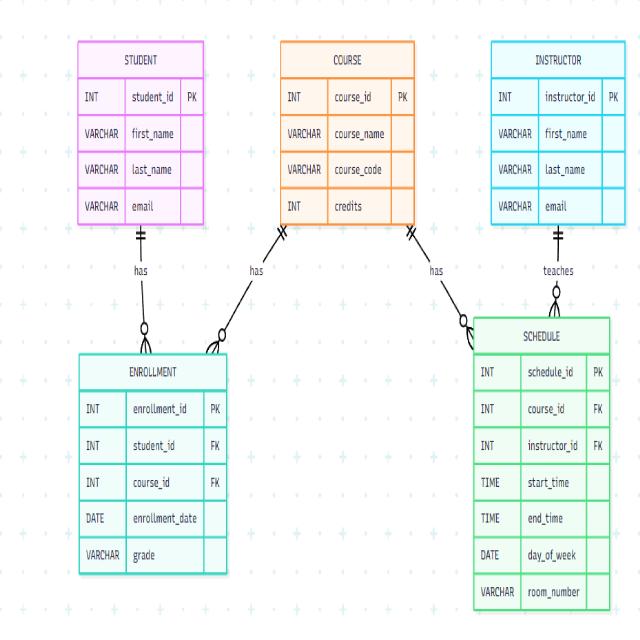 STUDENT
INT student_id PK
VARCHAR first_name
VARCHAR last_name
VARCHAR email
COURSE
INT course_id PK
VARCHAR course_name
VARCHAR course_code
INT credits
INSTRUCTOR
INT instructor_id PK
VARCHAR first_name
VARCHAR last_name
VARCHAR email
has
has
has
teaches
ENROLLMENT
INT enrollment_id PK
INT student_id FK
INT course_id FK
DATE enrollment_date
VARCHAR grade
SCHEDULE
INT schedule_id PK
INT course_id FK
INT instructor_id FK
TIME start_time
TIME end_time
DATE day_of_week
VARCHAR room_number